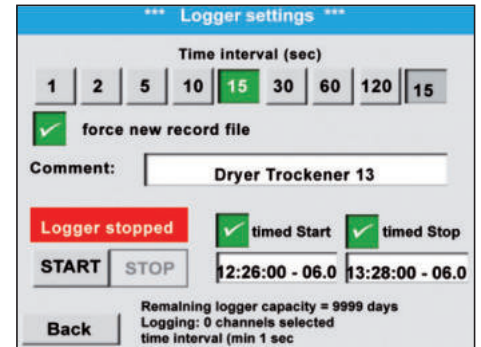 *** Logger settings ***
Time interval (sec)
1 2 5 10 15 30 60 120 15
force new record file
Comment: Dryer Trockener 13
Logger stopped timed Start timed Stop
START STOP 12:26:00 - 06.0 13:28:00 - 06.0
Remaining logger capacity = 9999 days
Back Logging: 0 channels selected
time interval (min 1 sec